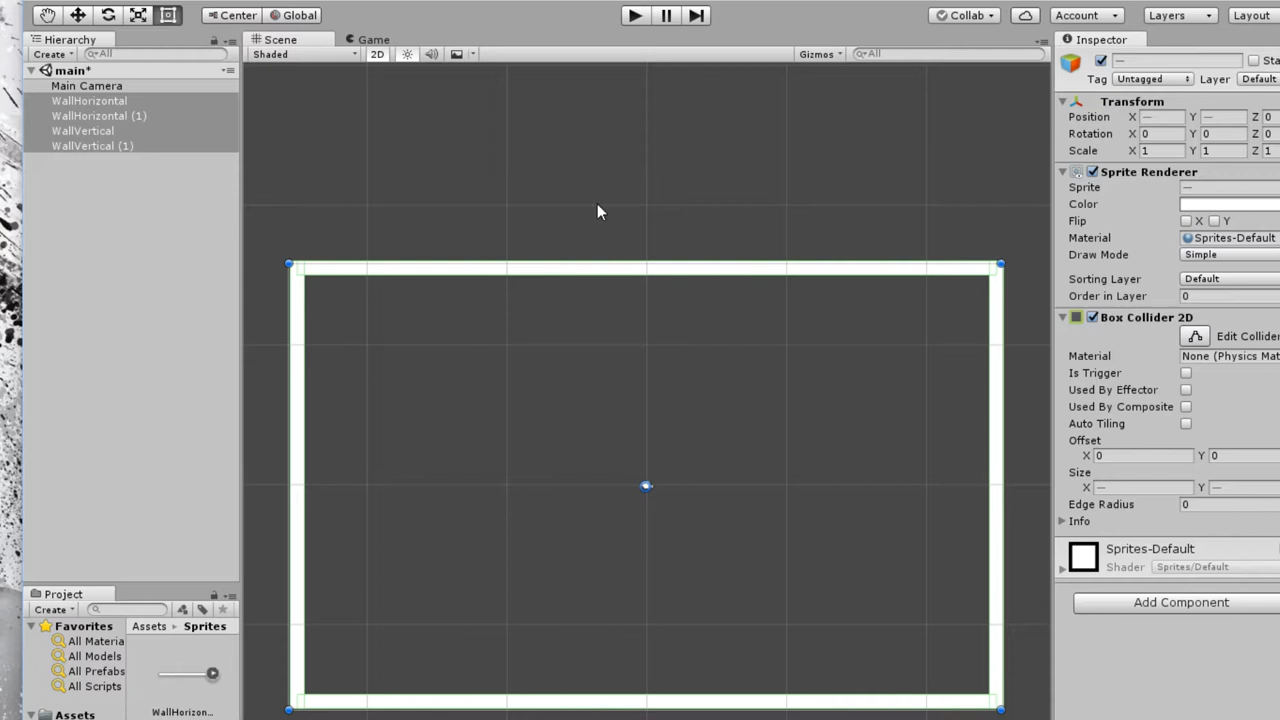 Center Global Collab Account Layers Layout
Hierarchy Scene Game Inspector
Create All Shaded 2D Gizmos All — Sta
main* Tag Untagged Layer Default
Main Camera
WallHorizontal Transform
WallHorizontal (1) Position X — Y — Z 0
WallVertical Rotation X 0 Y 0 Z 0
WallVertical (1) Scale X 1 Y 1 Z 1
Sprite Renderer
Sprite —
Color
Flip X Y
Material Sprites-Default
Draw Mode Simple
Sorting Layer Default
Order in Layer 0
Box Collider 2D
Edit Collider
Material None (Physics Mat
Is Trigger
Used By Effector
Used By Composite
Auto Tiling
Offset
X 0 Y 0
Size
X — Y —
Edge Radius 0
Info
Sprites-Default
Shader Sprites/Default
Add Component
Project
Create
Favorites Assets Sprites
All Materia
All Models
All Prefabs
All Scripts
Assets WallHorizon...